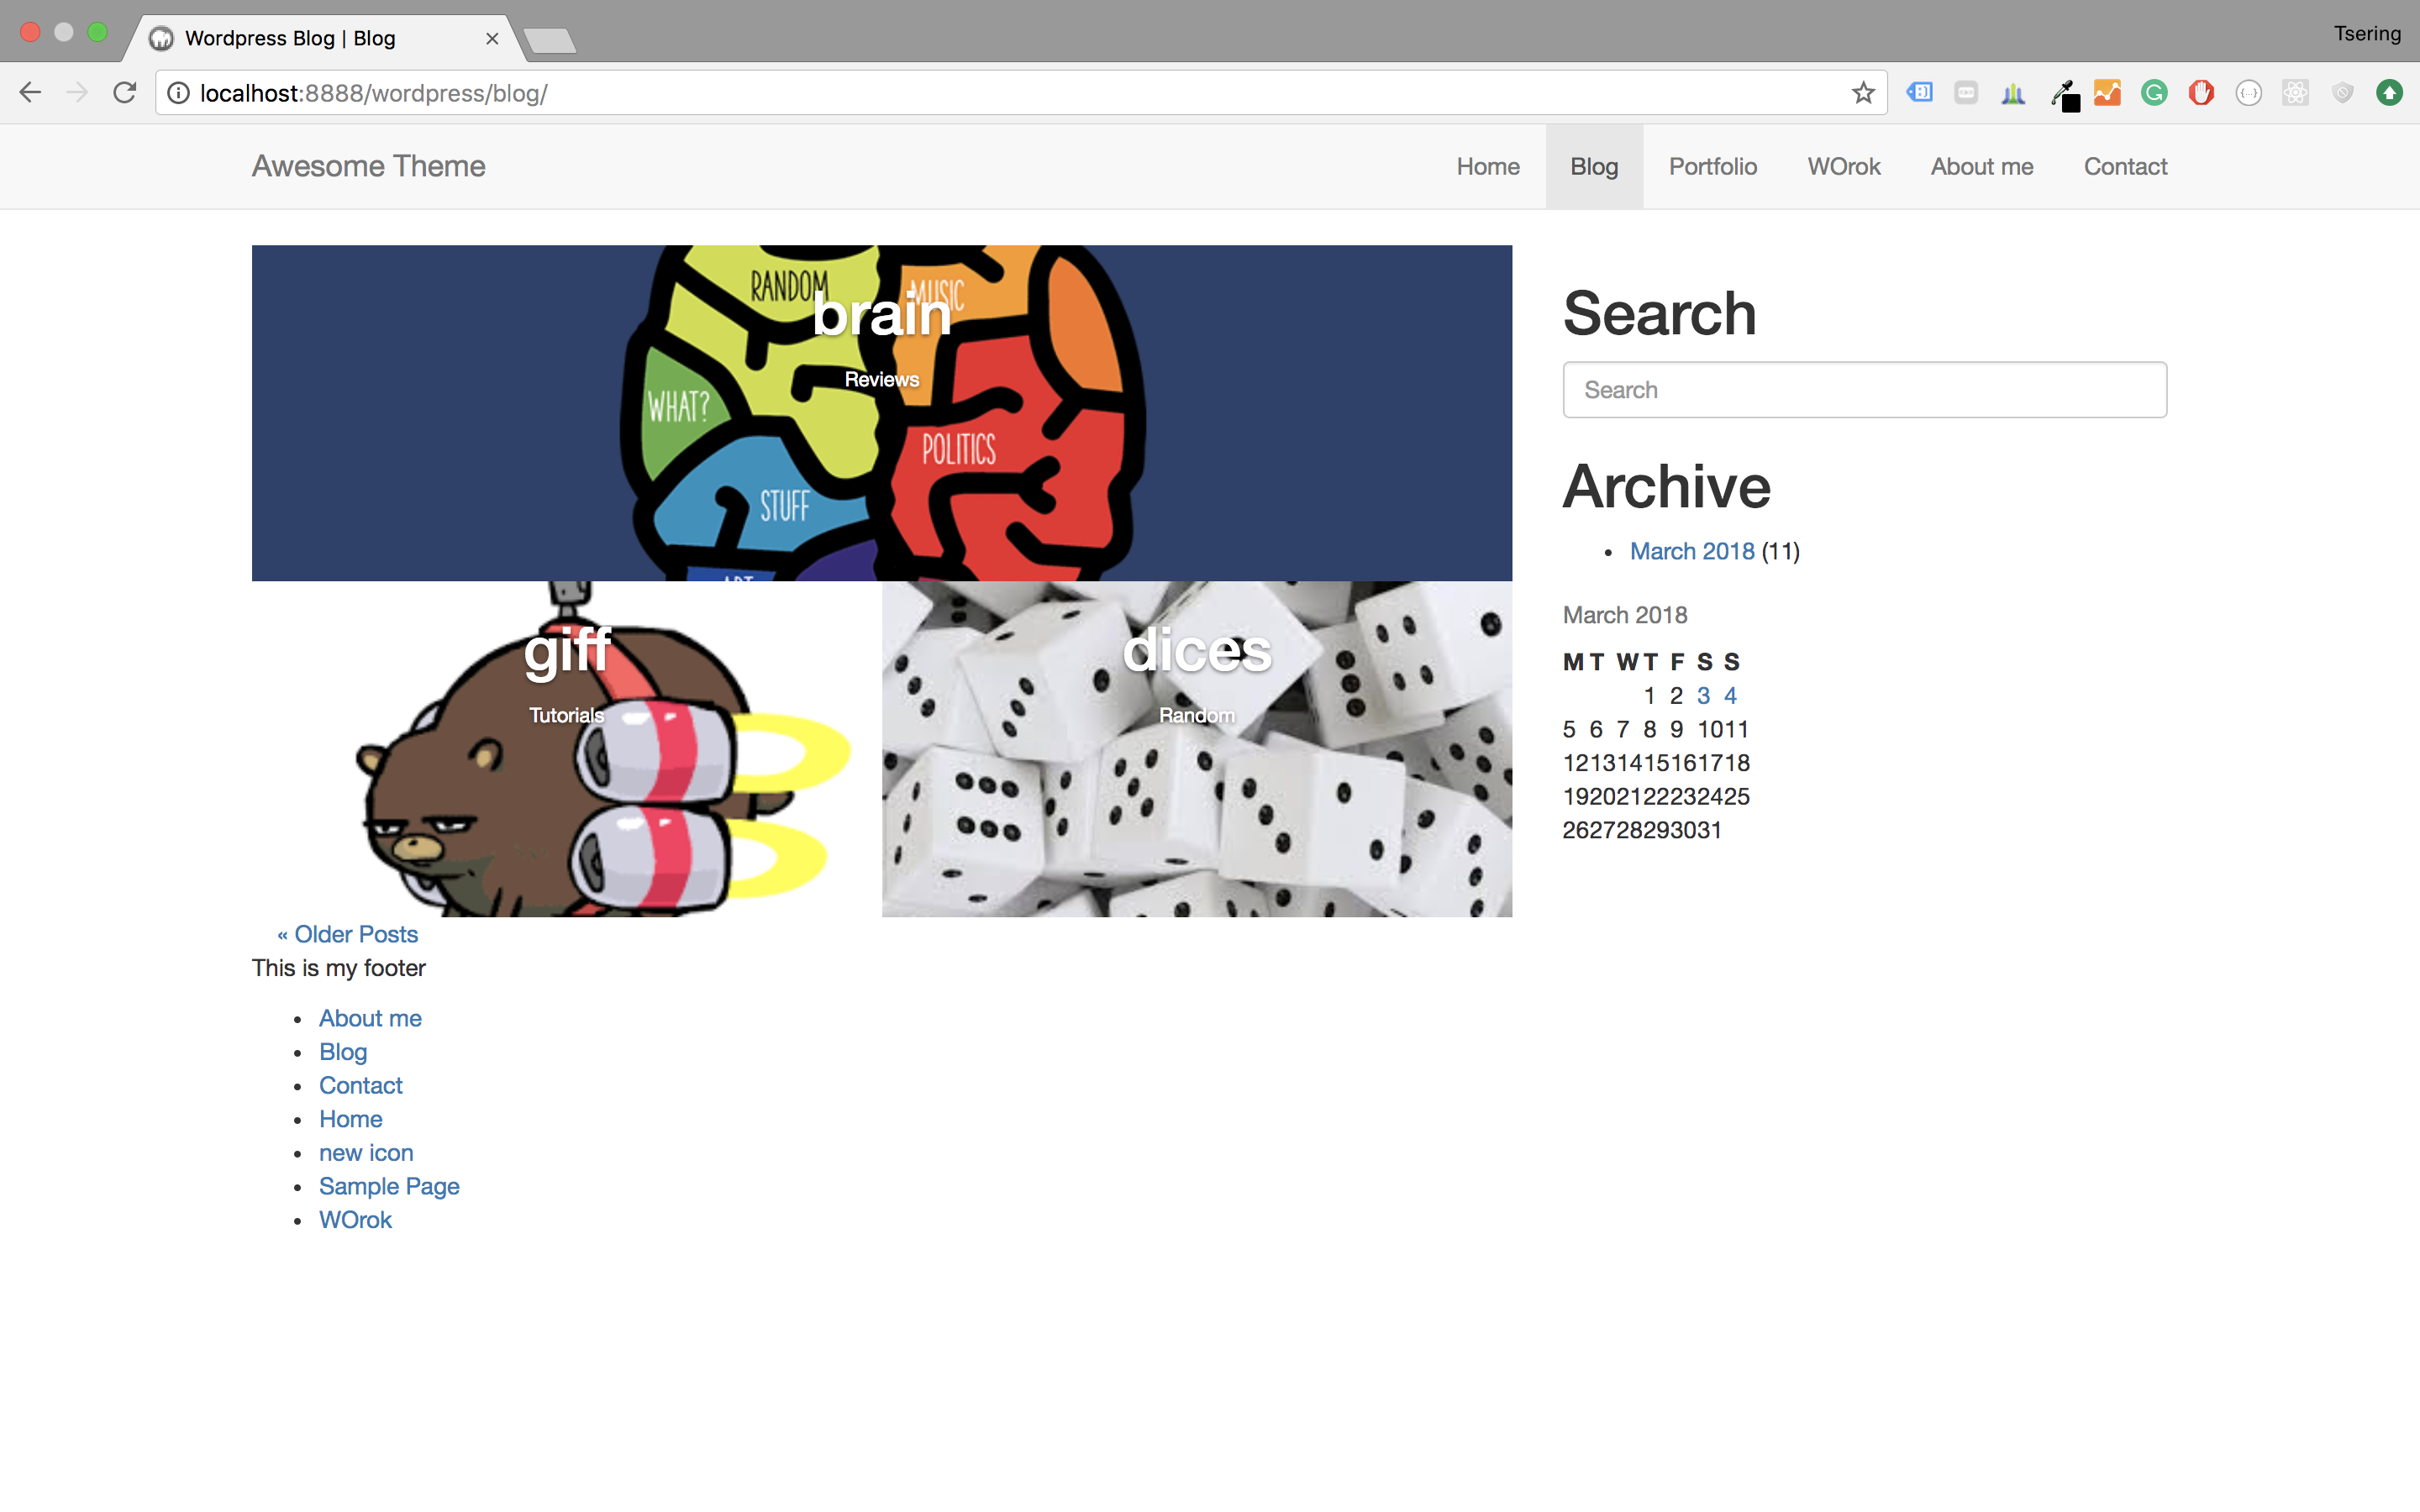 Wordpress Blog | Blog
Tsering
localhost:8888/wordpress/blog/
Awesome Theme
Home Blog Portfolio WOrok About me Contact
RANDOM
MUSIC
brain
Reviews
WHAT?
POLITICS
STUFF
Search
Search
Archive
March 2018 (11)
March 2018
M T W T F S S
1 2 3 4
5 6 7 8 9 10 11
12 13 14 15 16 17 18
19 20 21 22 23 24 25
26 27 28 29 30 31
giff
Tutorials
dices
Random
« Older Posts
This is my footer
About me
Blog
Contact
Home
new icon
Sample Page
WOrok